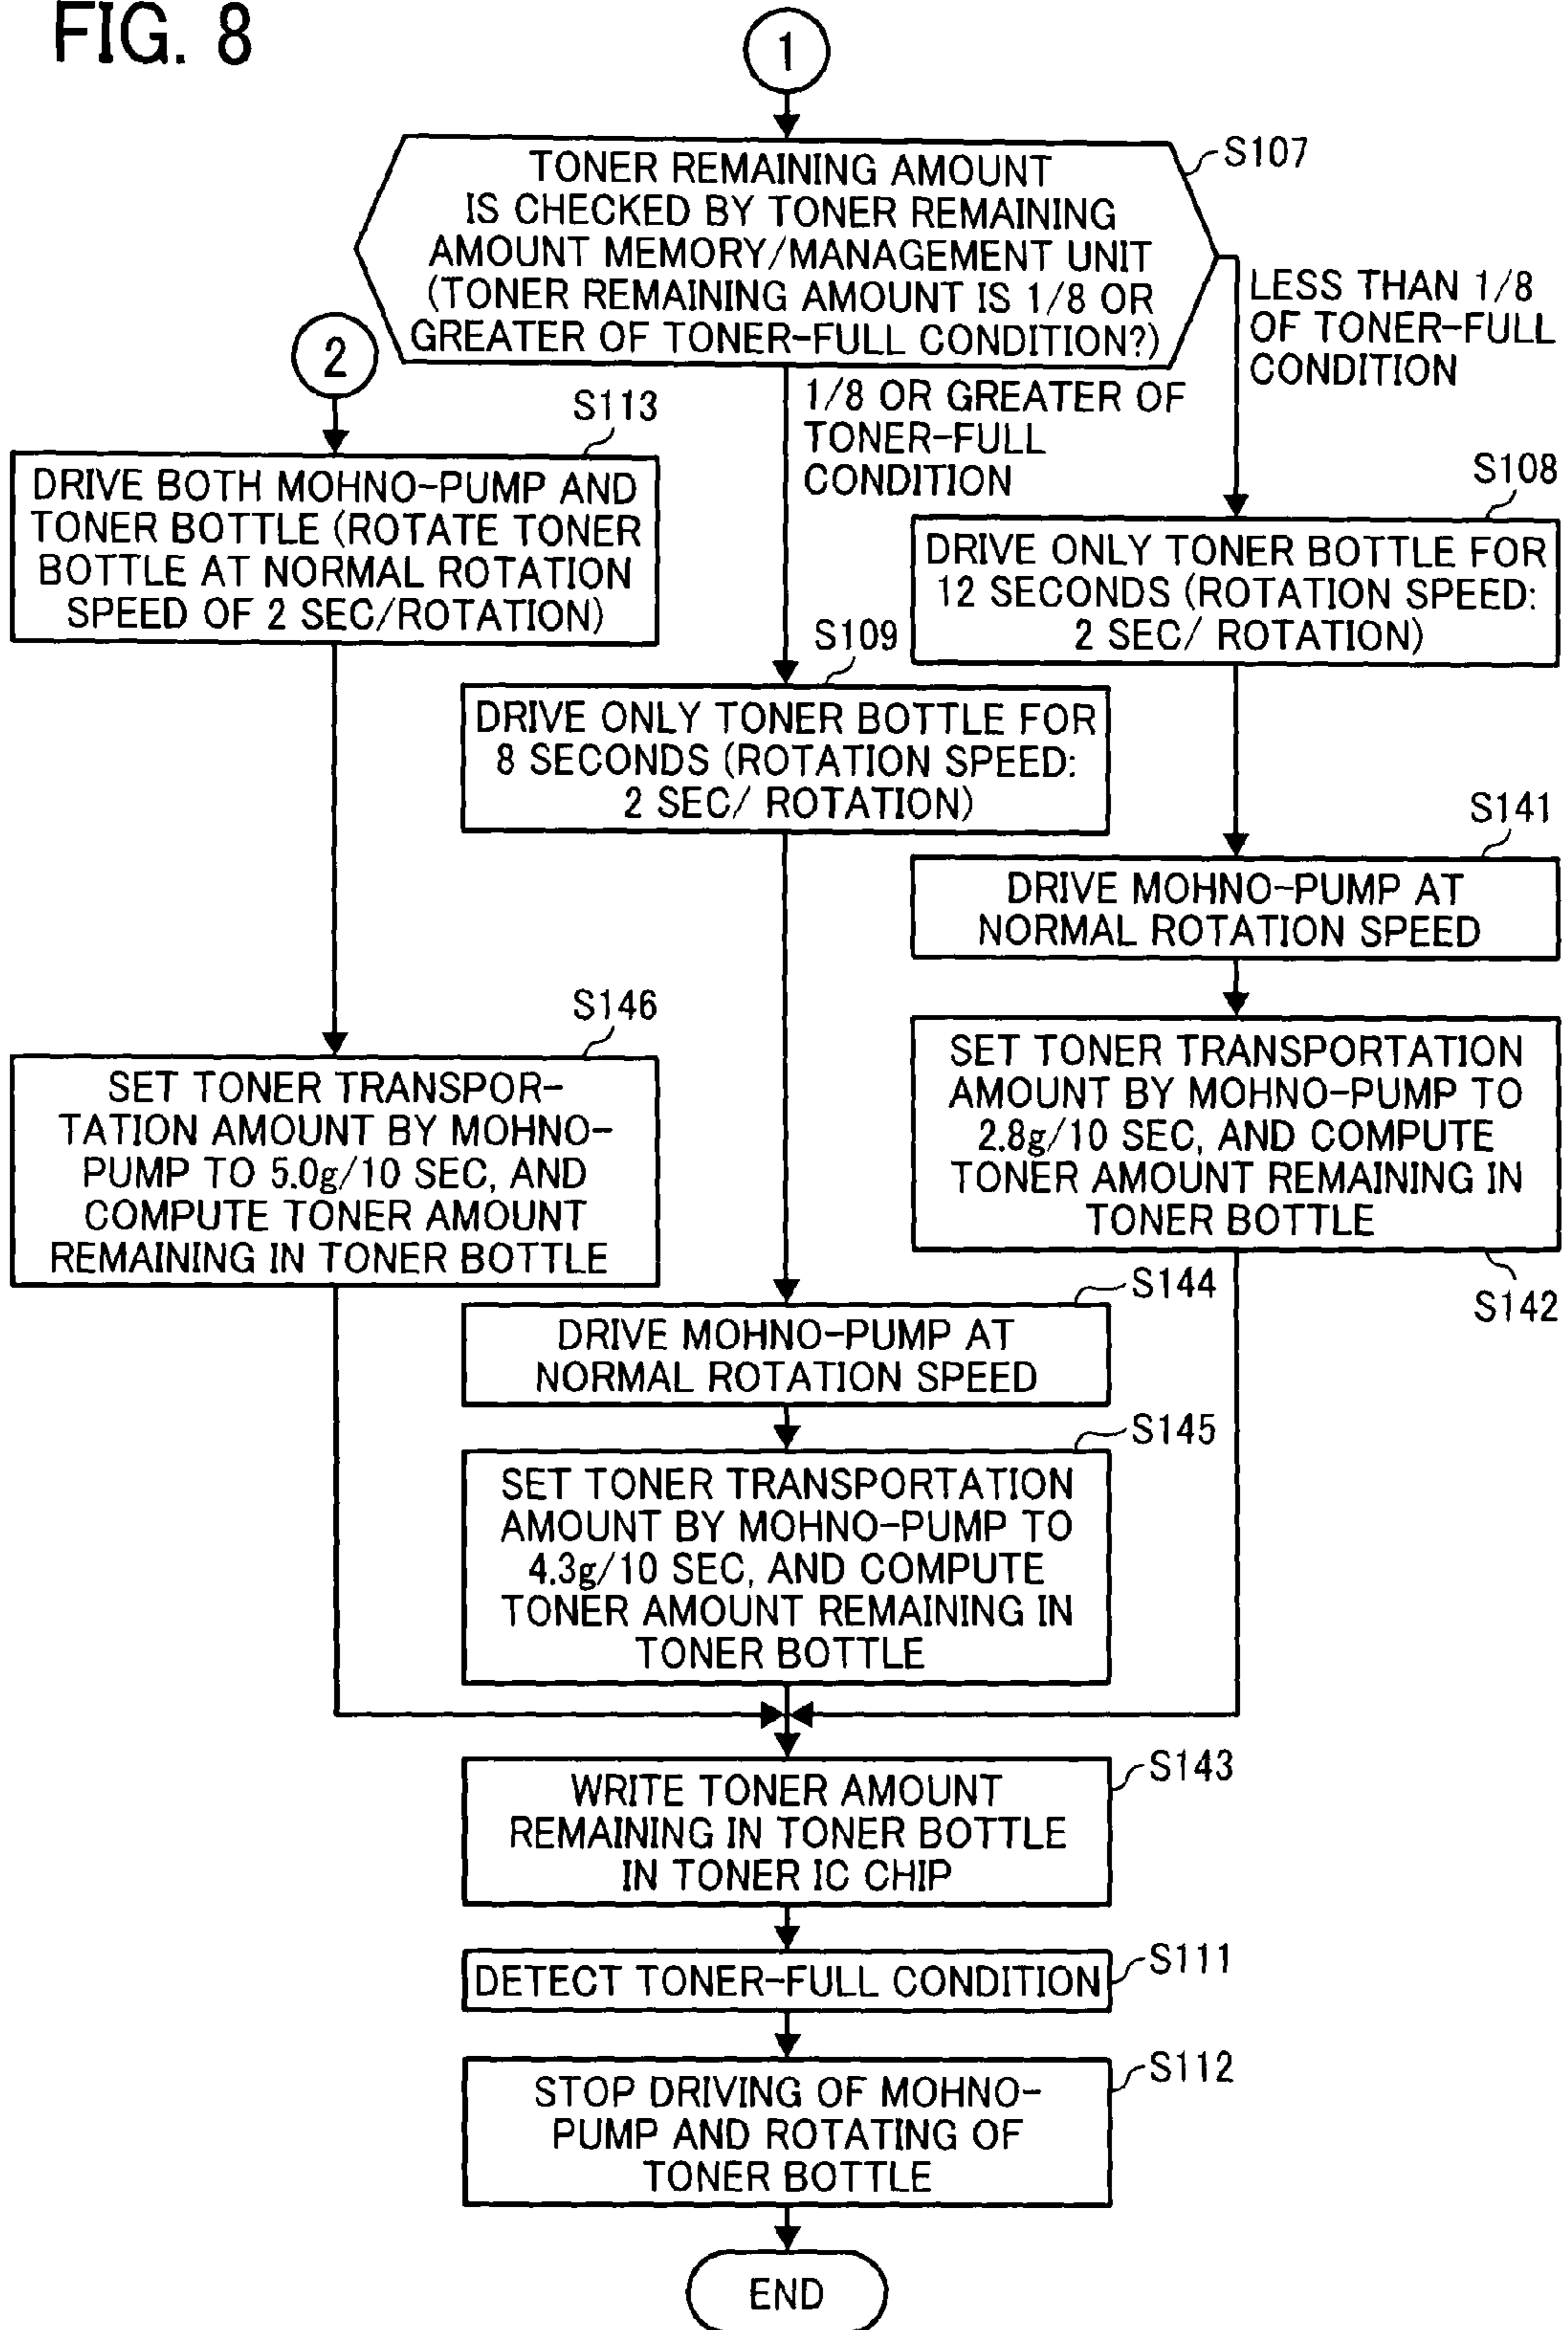 FIG. 8
1
TONER REMAINING AMOUNT
IS CHECKED BY TONER REMAINING
AMOUNT MEMORY/MANAGEMENT UNIT
(TONER REMAINING AMOUNT IS 1/8 OR
GREATER OF TONER-FULL CONDITION?)
S107
LESS THAN 1/8
OF TONER-FULL
CONDITION
1/8 OR GREATER OF
TONER-FULL
CONDITION
2
S113
DRIVE BOTH MOHNO-PUMP AND
TONER BOTTLE (ROTATE TONER
BOTTLE AT NORMAL ROTATION
SPEED OF 2 SEC/ROTATION)
S108
DRIVE ONLY TONER BOTTLE FOR
12 SECONDS (ROTATION SPEED:
2 SEC/ ROTATION)
S109
DRIVE ONLY TONER BOTTLE FOR
8 SECONDS (ROTATION SPEED:
2 SEC/ ROTATION)
S141
DRIVE MOHNO-PUMP AT
NORMAL ROTATION SPEED
S146
SET TONER TRANSPOR-
TATION AMOUNT BY MOHNO-
PUMP TO 5.0g/10 SEC, AND
COMPUTE TONER AMOUNT
REMAINING IN TONER BOTTLE
SET TONER TRANSPORTATION
AMOUNT BY MOHNO-PUMP TO
2.8g/10 SEC, AND COMPUTE
TONER AMOUNT REMAINING IN
TONER BOTTLE
S142
S144
DRIVE MOHNO-PUMP AT
NORMAL ROTATION SPEED
S145
SET TONER TRANSPORTATION
AMOUNT BY MOHNO-PUMP TO
4.3g/10 SEC, AND COMPUTE
TONER AMOUNT REMAINING IN
TONER BOTTLE
S143
WRITE TONER AMOUNT
REMAINING IN TONER BOTTLE
IN TONER IC CHIP
S111
DETECT TONER-FULL CONDITION
S112
STOP DRIVING OF MOHNO-
PUMP AND ROTATING OF
TONER BOTTLE
END